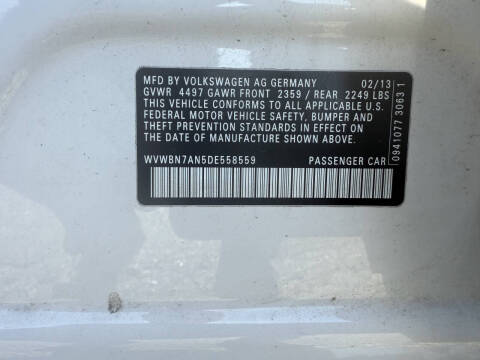 MFD BY VOLKSWAGEN AG GERMANY 02/13
GVWR 4497 GAWR FRONT 2359 / REAR 2249 LBS
THIS VEHICLE CONFORMS TO ALL APPLICABLE U.S.
FEDERAL MOTOR VEHICLE SAFETY, BUMPER AND
THEFT PREVENTION STANDARDS IN EFFECT ON
THE DATE OF MANUFACTURE SHOWN ABOVE.
WVWBN7AN5DE558559 PASSENGER CAR
0941077 3063 1